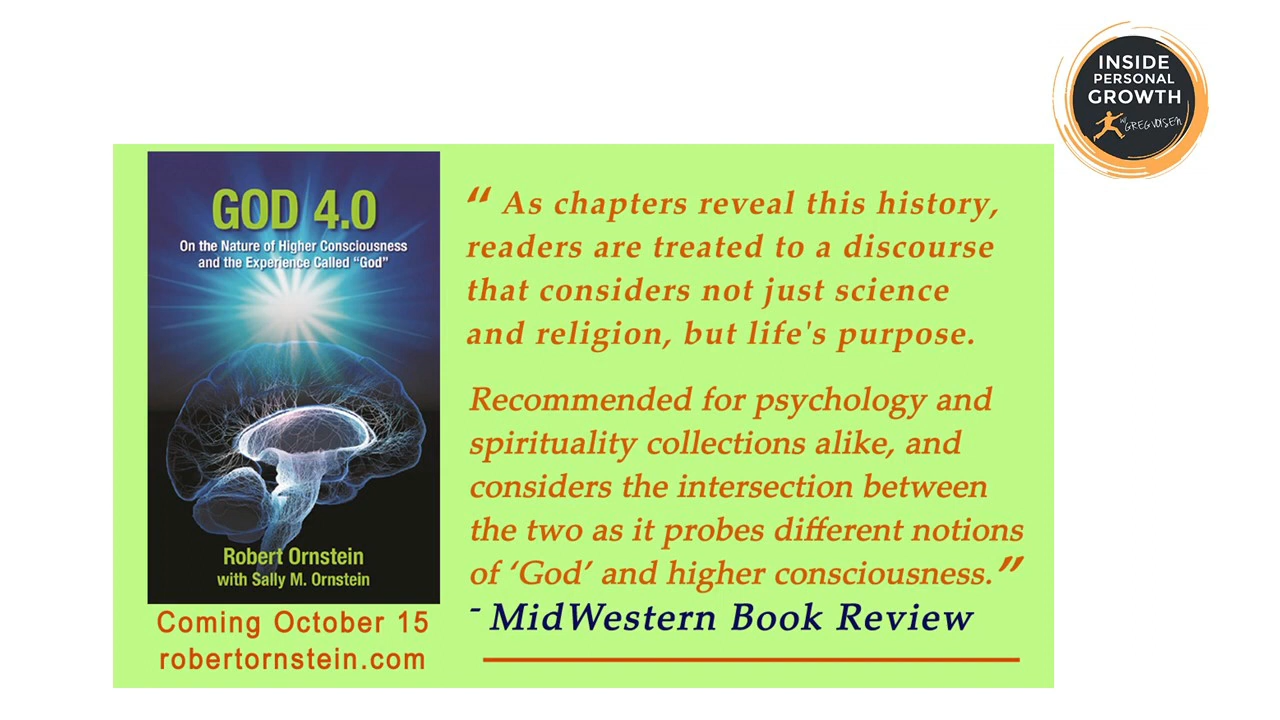 INSIDE
PERSONAL
GROWTH
W/ GREG VOISEN
GOD 4.0
On the Nature of Higher Consciousness
and the Experience Called “God”
Robert Ornstein
with Sally M. Ornstein
Coming October 15
robertornstein.com
“ As chapters reveal this history,
readers are treated to a discourse
that considers not just science
and religion, but life's purpose.
Recommended for psychology and
spirituality collections alike, and
considers the intersection between
the two as it probes different notions
of ‘God’ and higher consciousness.”
- MidWestern Book Review